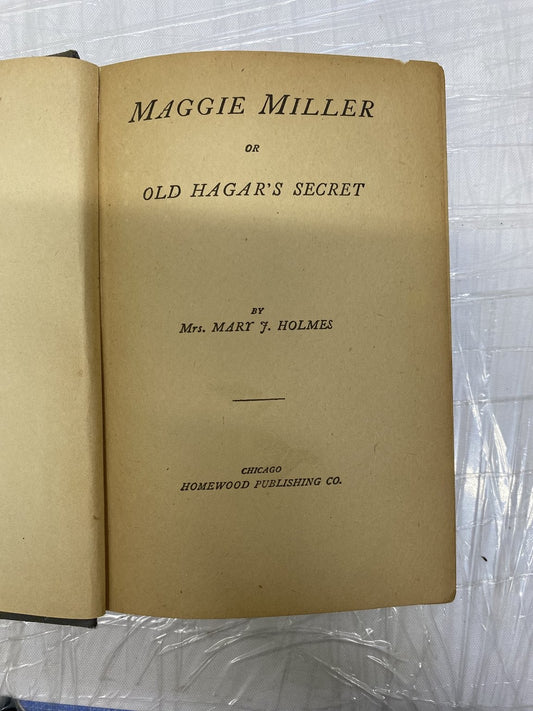 MAGGIE MILLER
OR
OLD HAGAR'S SECRET
BY
Mrs. MARY J. HOLMES
CHICAGO
HOMEWOOD PUBLISHING CO.